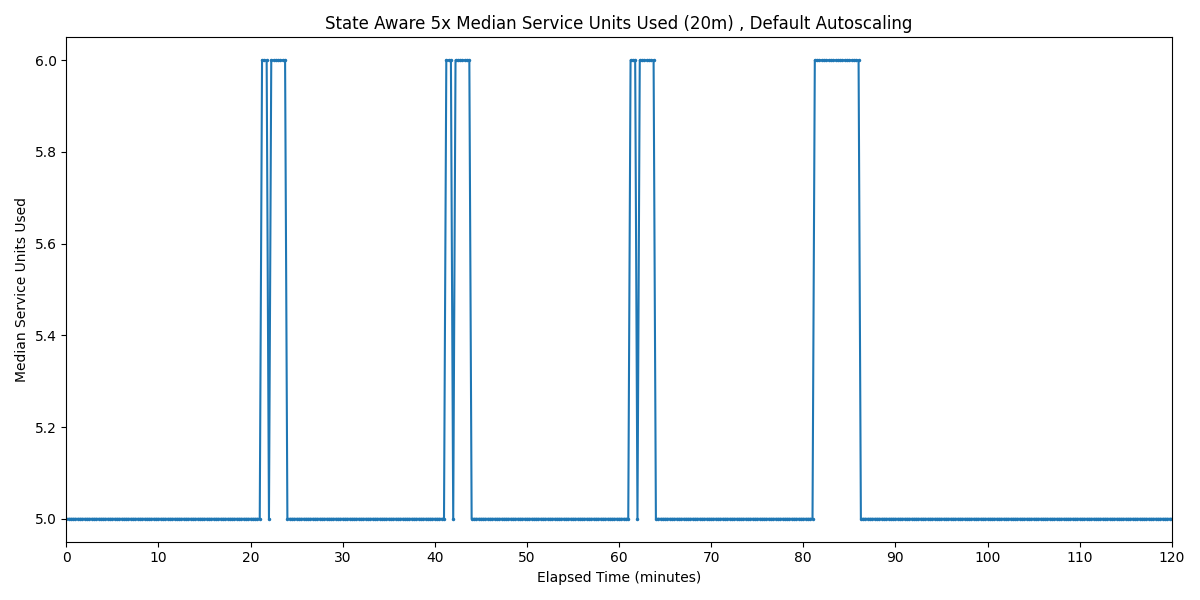 State Aware 5x Median Service Units Used (20m) , Default Autoscaling
6.0
5.8
5.6
5.4
5.2
5.0
Median Service Units Used
0 10 20 30 40 50 60 70 80 90 100 110 120
Elapsed Time (minutes)